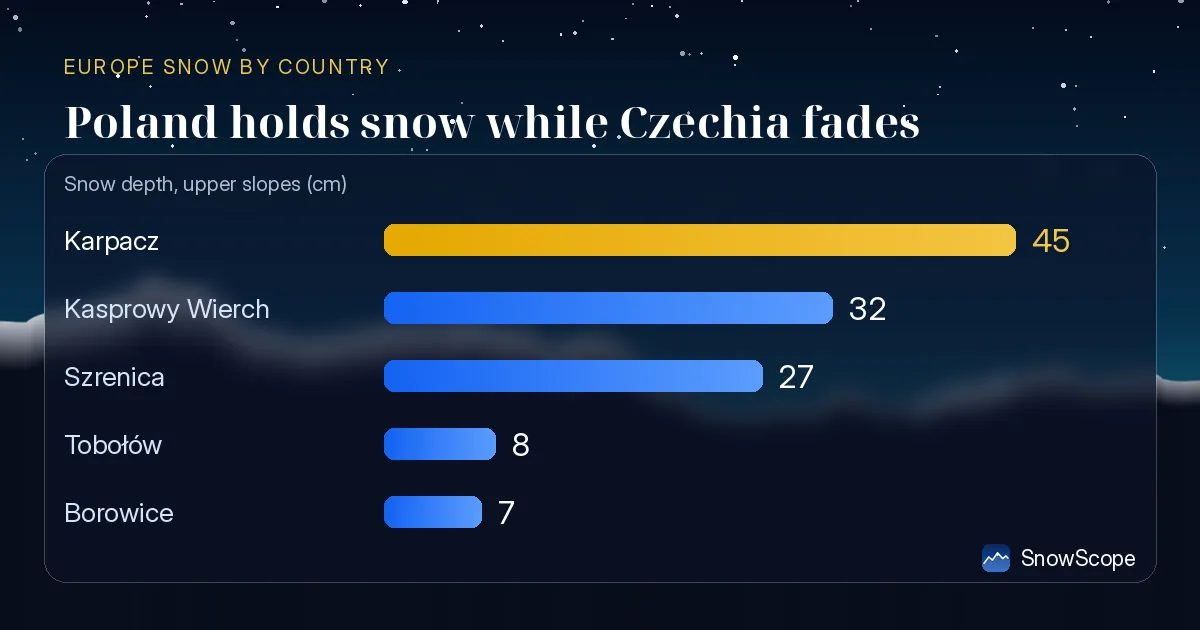 EUROPE SNOW BY COUNTRY
Poland holds snow while Czechia fades
Snow depth, upper slopes (cm)
Karpacz 45
Kasprowy Wierch 32
Szrenica 27
Tobołów 8
Borowice 7
SnowScope